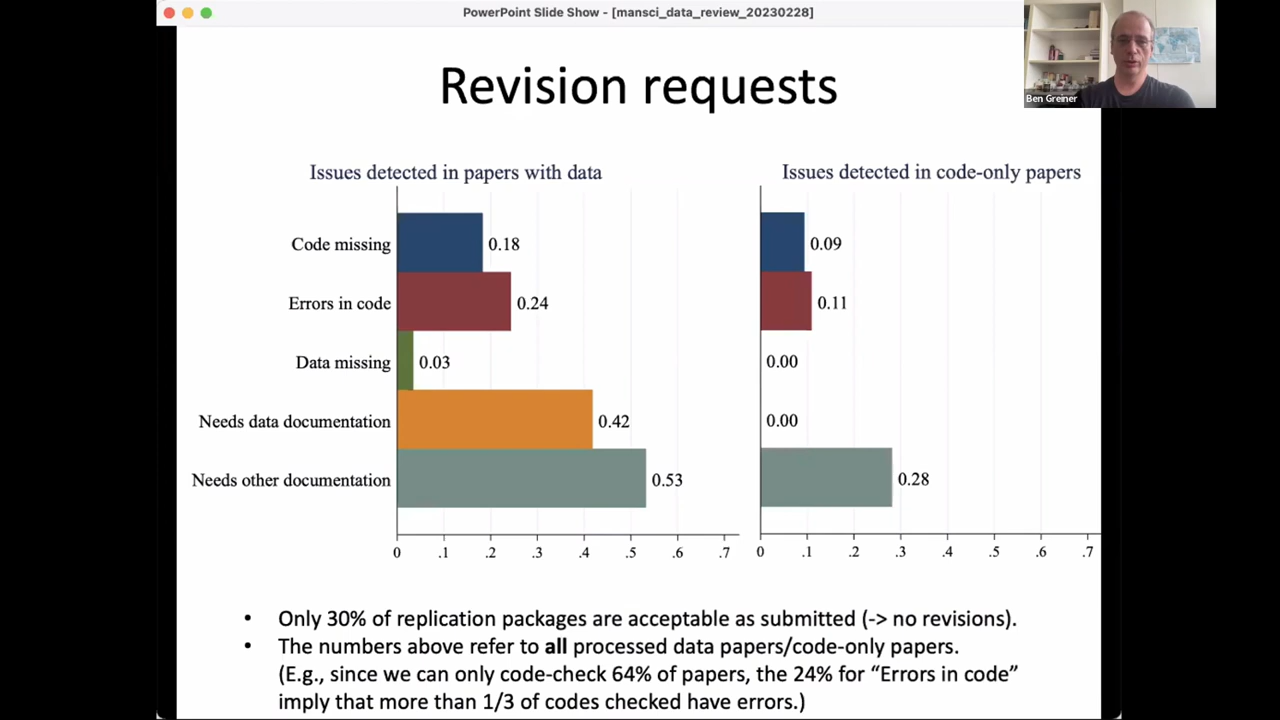 PowerPoint Slide Show - [mansci_data_review_20230228]
Ben Greiner
Revision requests
Issues detected in papers with data
Code missing
0.18
Errors in code
0.24
Data missing
0.03
Needs data documentation
0.42
Needs other documentation
0.53
0 .1 .2 .3 .4 .5 .6 .7
Issues detected in code-only papers
0.09
0.11
0.00
0.00
0.28
0 .1 .2 .3 .4 .5 .6 .7
• Only 30% of replication packages are acceptable as submitted (-> no revisions).
• The numbers above refer to all processed data papers/code-only papers.
(E.g., since we can only code-check 64% of papers, the 24% for “Errors in code”
imply that more than 1/3 of codes checked have errors.)